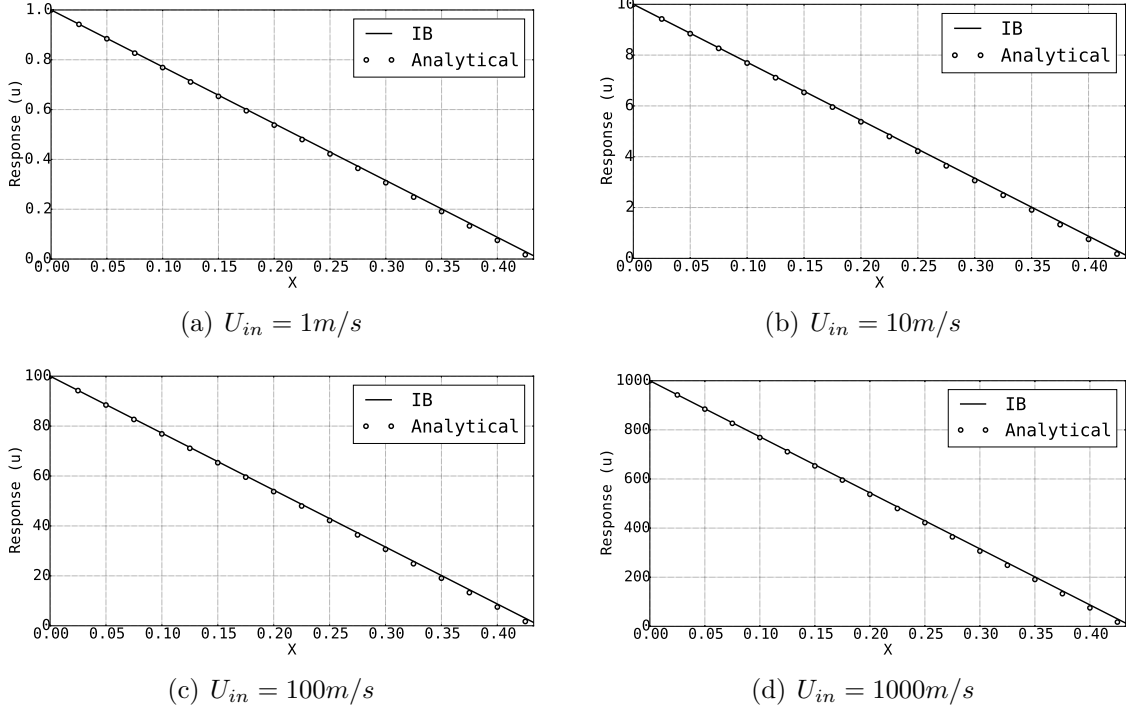 1.0
0.8
0.6
0.4
0.2
0.0
Response (u)
IB
Analytical
0.00 0.05 0.10 0.15 0.20 0.25 0.30 0.35 0.40
X
(a) U_in = 1m/s
10
8
6
4
2
0
Response (u)
IB
Analytical
0.00 0.05 0.10 0.15 0.20 0.25 0.30 0.35 0.40
X
(b) U_in = 10m/s
100
80
60
40
20
0
Response (u)
IB
Analytical
0.00 0.05 0.10 0.15 0.20 0.25 0.30 0.35 0.40
X
(c) U_in = 100m/s
1000
800
600
400
200
0
Response (u)
IB
Analytical
0.00 0.05 0.10 0.15 0.20 0.25 0.30 0.35 0.40
X
(d) U_in = 1000m/s